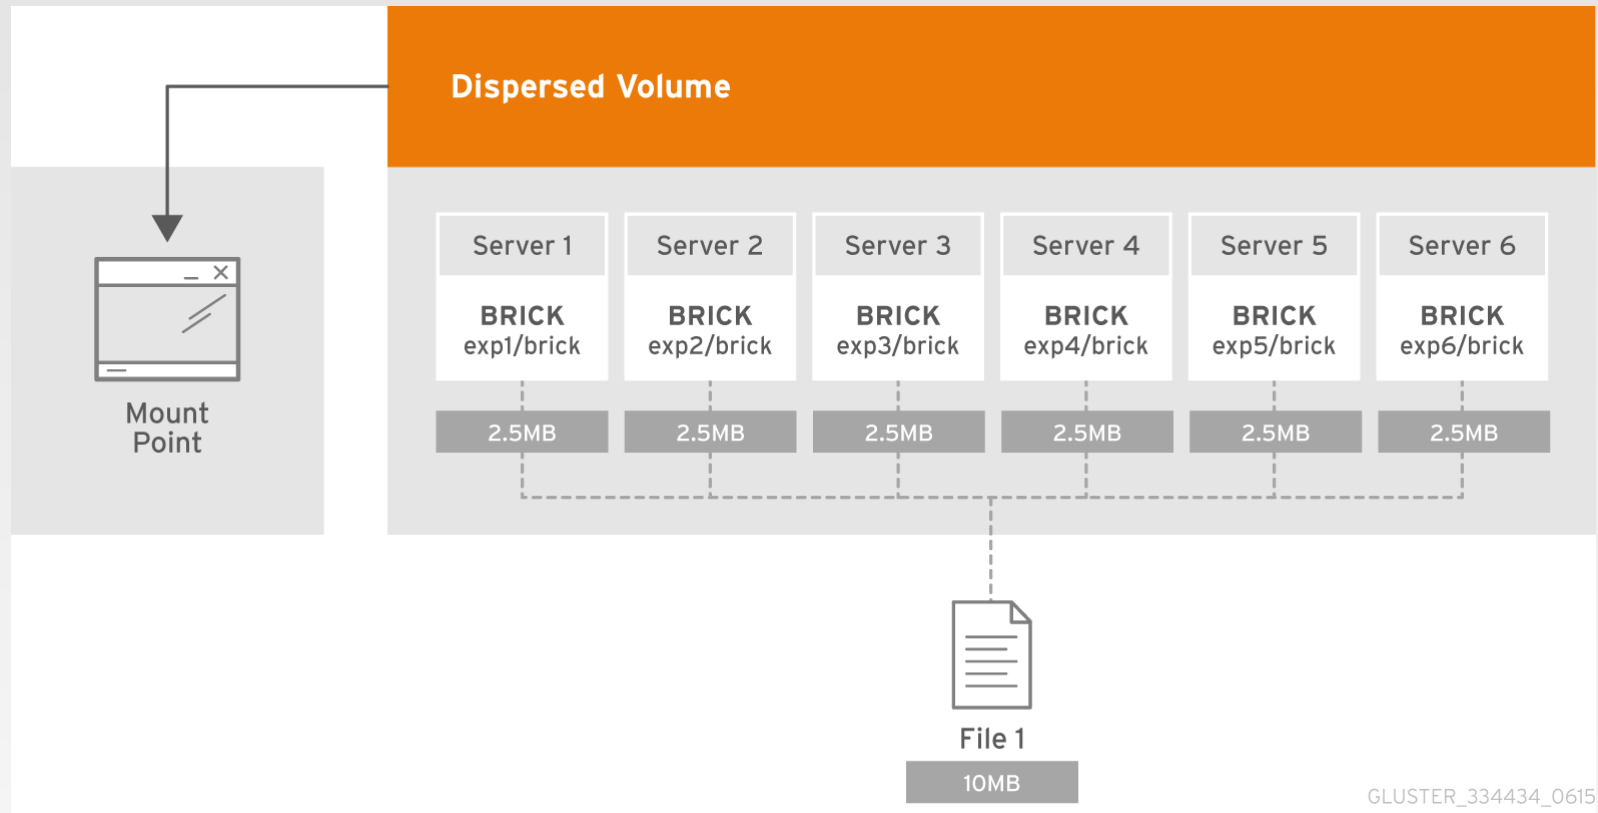 Dispersed Volume
Server 1
Server 2
Server 3
Server 4
Server 5
Server 6
BRICK
exp1/brick
BRICK
exp2/brick
BRICK
exp3/brick
BRICK
exp4/brick
BRICK
exp5/brick
BRICK
exp6/brick
Mount
Point
2.5MB
2.5MB
2.5MB
2.5MB
2.5MB
2.5MB
File 1
10MB
GLUSTER_334434_0615